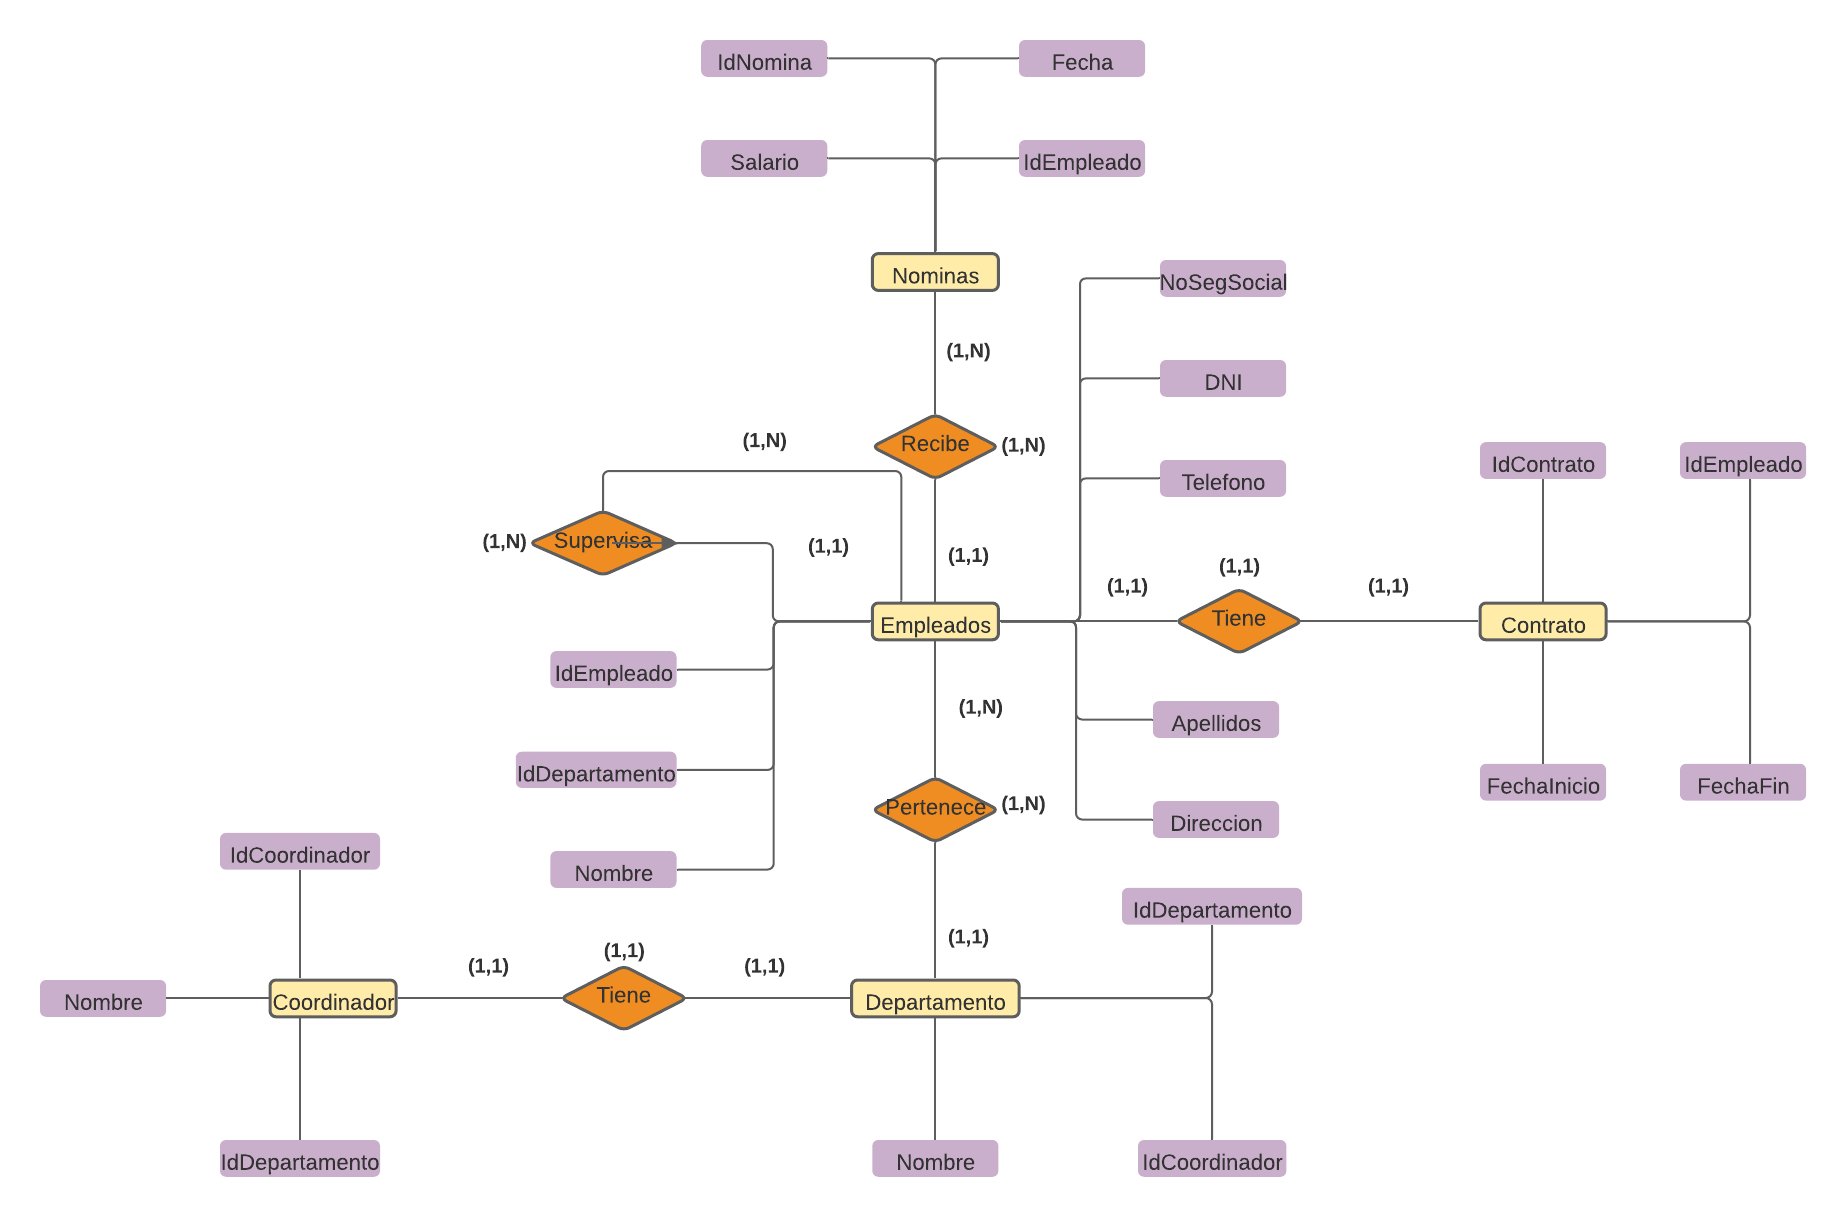 IdNomina
Fecha
Salario
IdEmpleado
Nominas
NoSegSocial
(1,N)
DNI
(1,N)
Recibe
(1,N)
Telefono
IdContrato
IdEmpleado
(1,N)
Supervisa
(1,1)
(1,1)
(1,1)
(1,1)
(1,1)
Empleados
Tiene
Contrato
IdEmpleado
(1,N)
Apellidos
IdDepartamento
FechaInicio
FechaFin
Pertenece
(1,N)
Direccion
IdCoordinador
Nombre
IdDepartamento
(1,1)
(1,1)
(1,1)
(1,1)
Nombre
Coordinador
Tiene
Departamento
IdDepartamento
Nombre
IdCoordinador